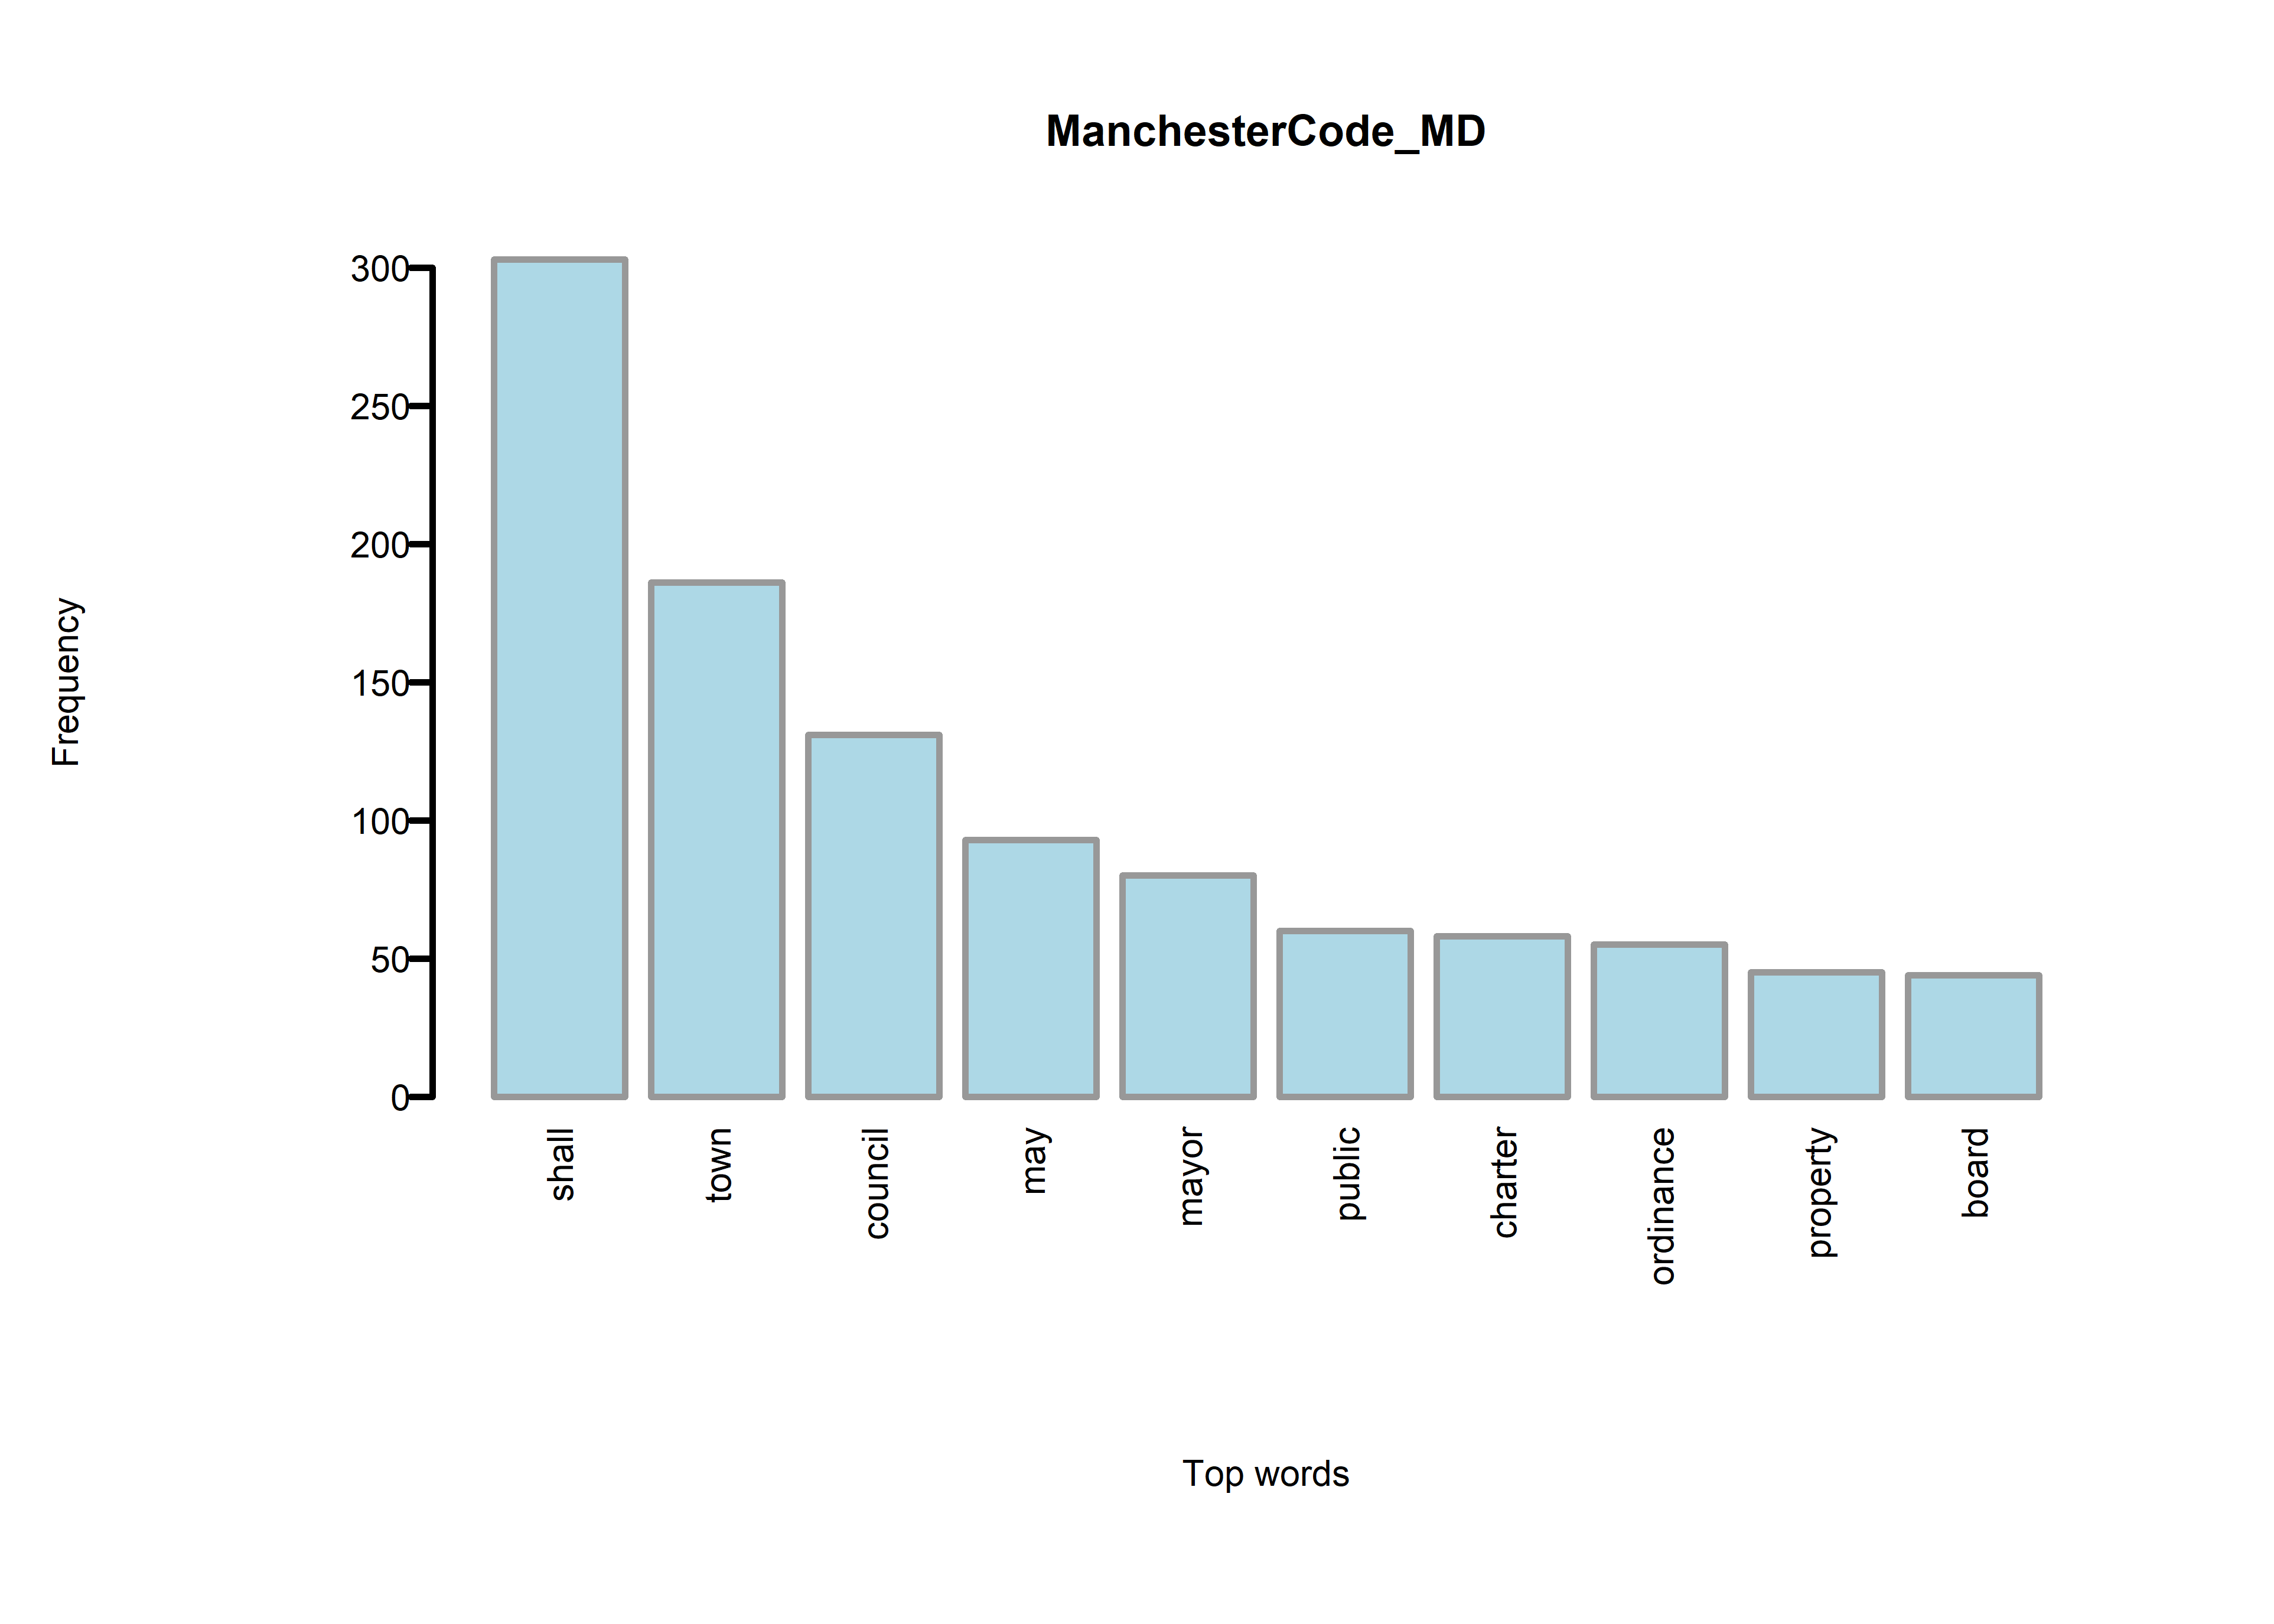 ManchesterCode_MD
Frequency
300
250
200
150
100
50
0
shall
town
council
may
mayor
public
charter
ordinance
property
board
Top words